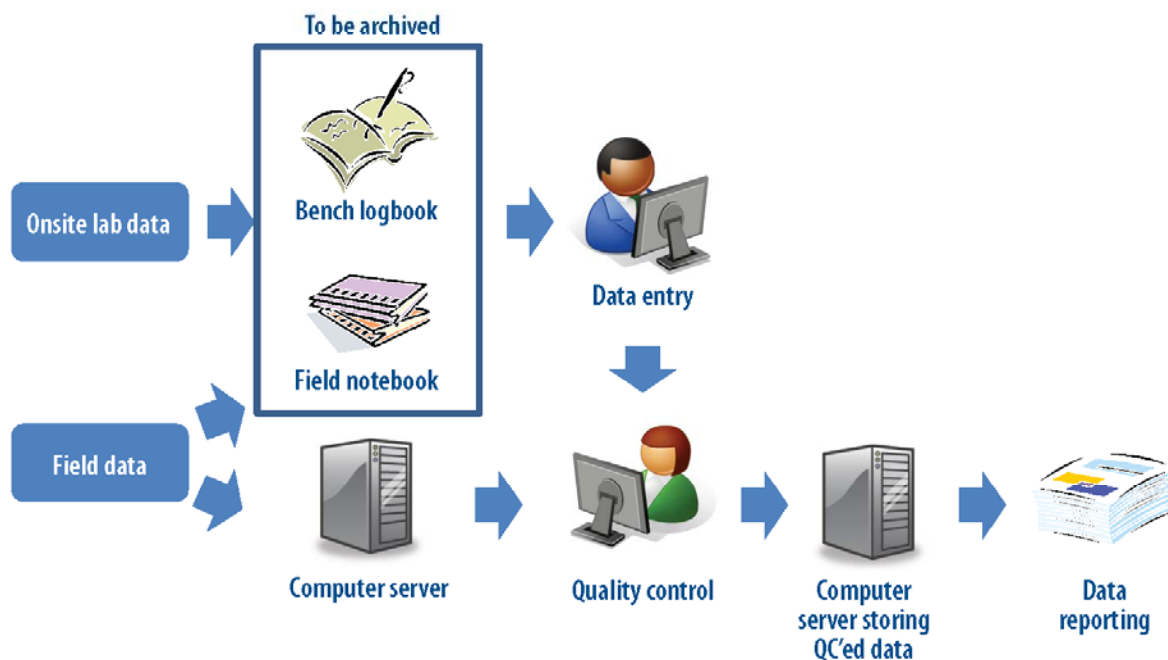 To be archived
Bench logbook
Onsite lab data
Data entry
Field notebook
Field data
Computer server
Quality control
Computer
server storing
QC'ed data
Data
reporting